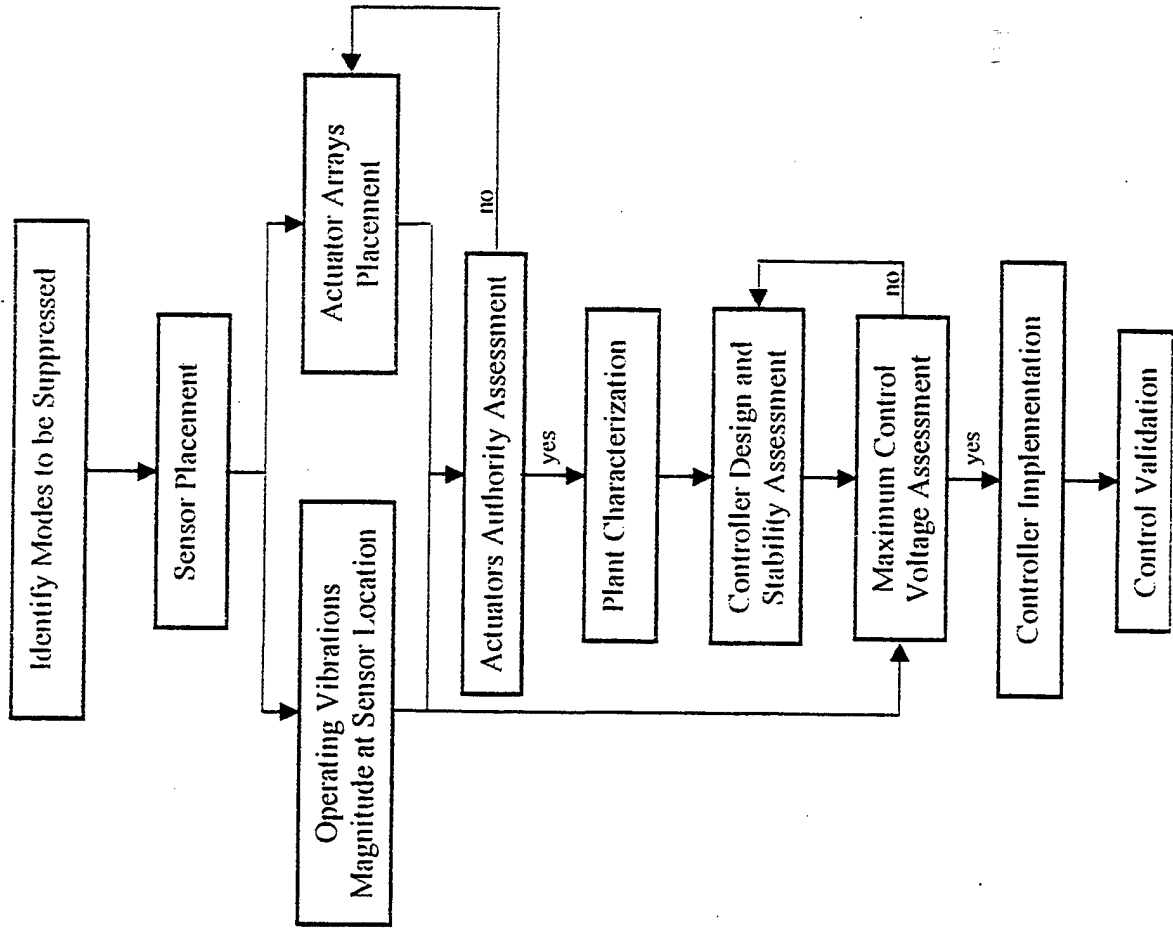 Identify Modes to be Suppressed
Sensor Placement
Operating Vibrations
Magnitude at Sensor Location
Actuator Arrays
Placement
Actuators Authority Assessment
no
yes
Plant Characterization
Controller Design and
Stability Assessment
Maximum Control
Voltage Assessment
no
yes
Controller Implementation
Control Validation